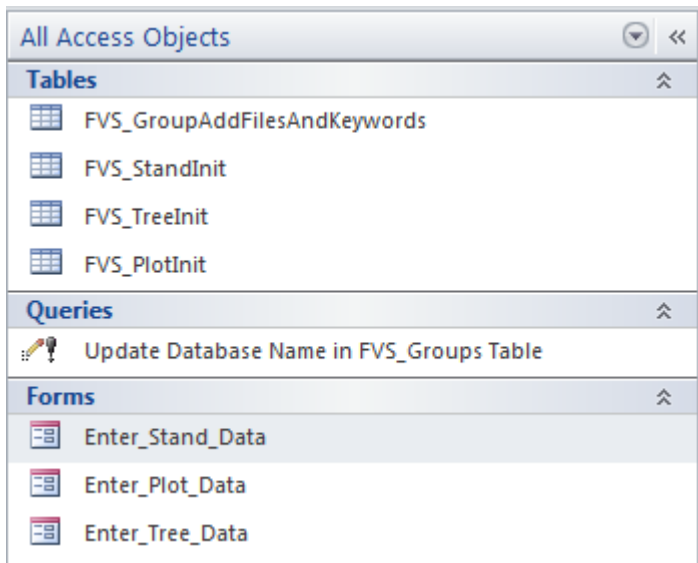 All Access Objects
Tables
FVS_GroupAddFilesAndKeywords
FVS_StandInit
FVS_TreeInit
FVS_PlotInit
Queries
Update Database Name in FVS_Groups Table
Forms
Enter_Stand_Data
Enter_Plot_Data
Enter_Tree_Data